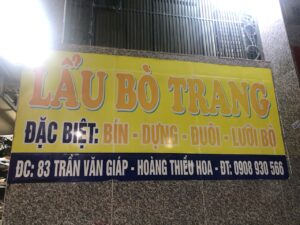 LẨU BÒ TRANG
ĐẶC BIỆT: BÍN - DỰNG - ĐUÔI - LƯỠI BÒ
ĐC: 83 TRẦN VĂN GIÁP - HOÀNG THIỀU HOA - ĐT: 0908 930 566